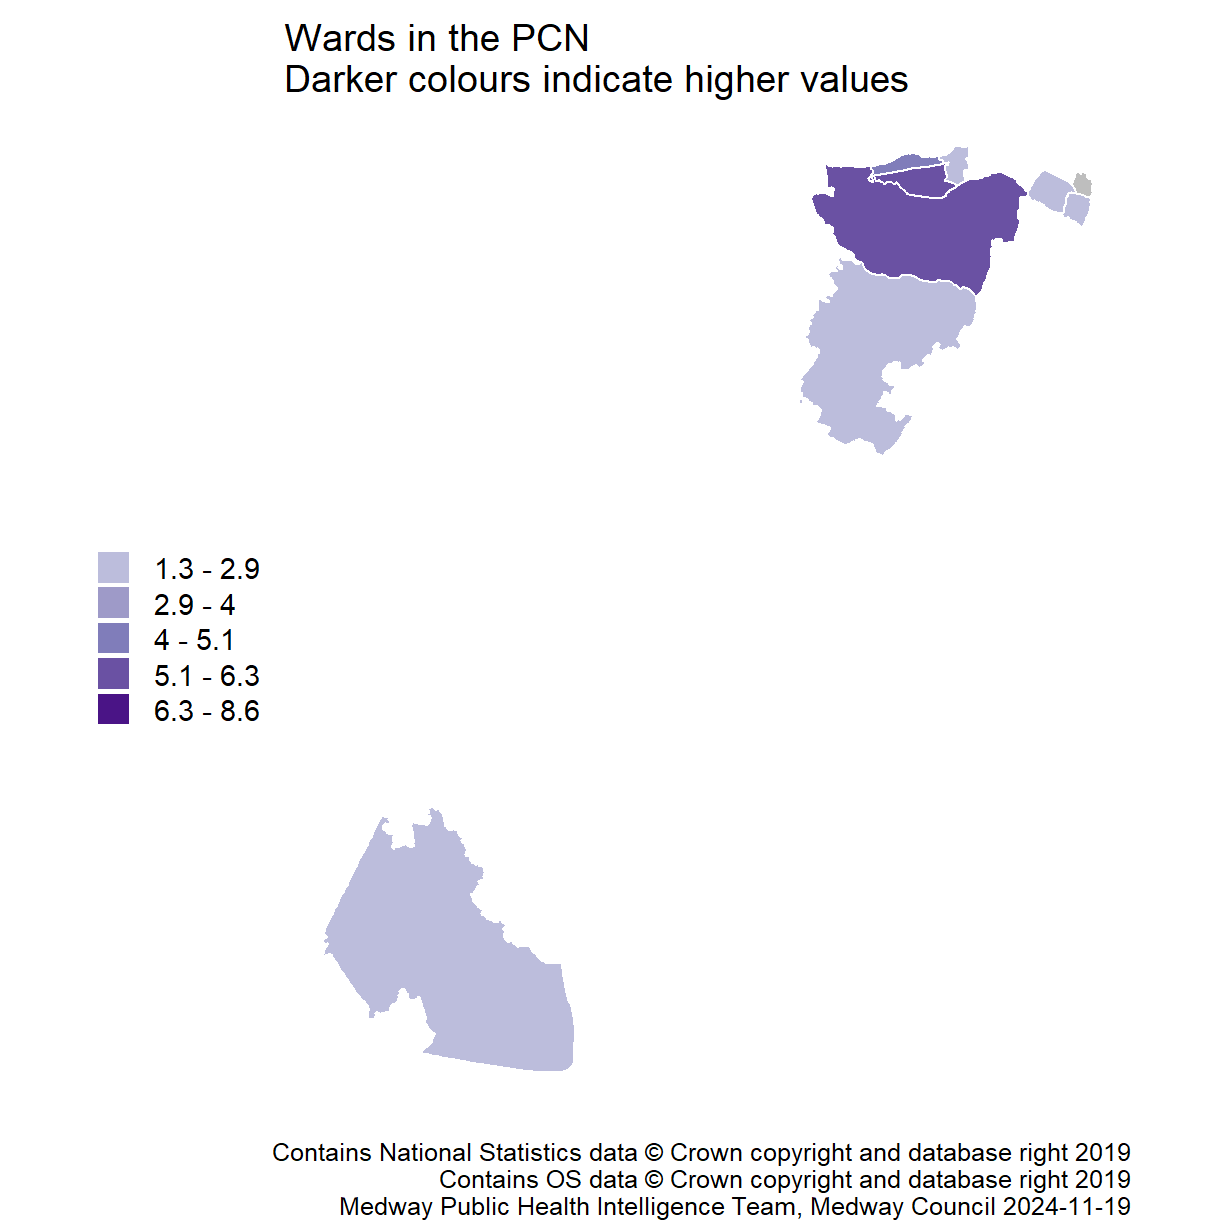 Wards in the PCN
Darker colours indicate higher values
1.3 - 2.9
2.9 - 4
4 - 5.1
5.1 - 6.3
6.3 - 8.6
Contains National Statistics data © Crown copyright and database right 2019
Contains OS data © Crown copyright and database right 2019
Medway Public Health Intelligence Team, Medway Council 2024-11-19